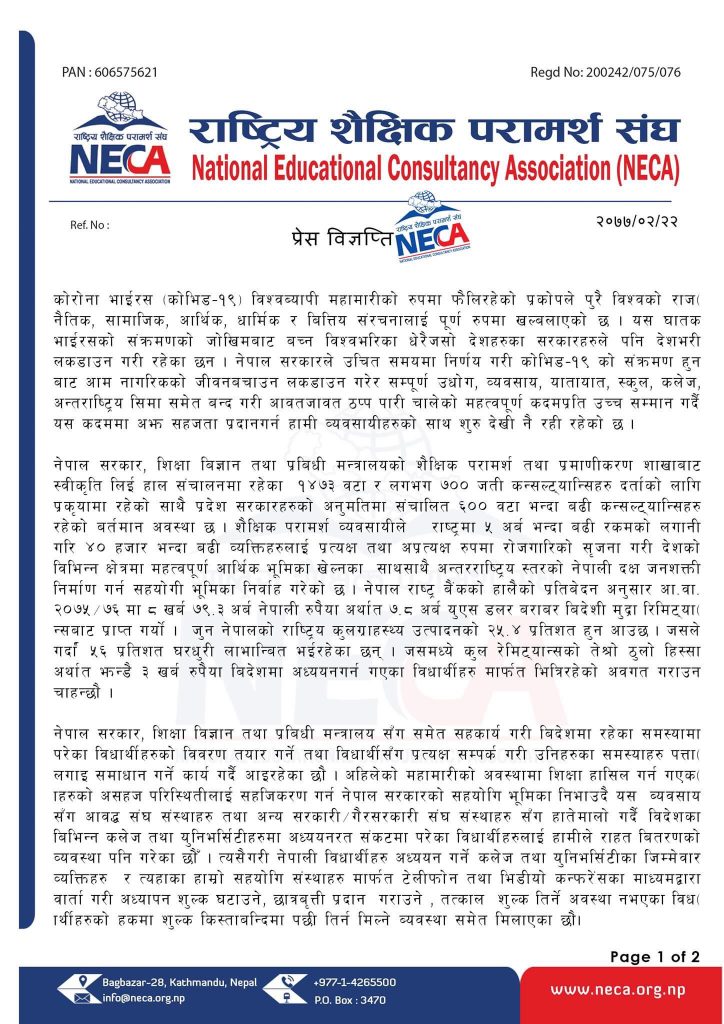 PAN : 606575621
Regd No: 200242/075/076
राष्ट्रिय शैक्षिक परामर्श संघ
NECA
NATIONAL EDUCATIONAL CONSULTANCY ASSOCIATION
राष्ट्रिय शैक्षिक परामर्श संघ
National Educational Consultancy Association (NECA)
Ref. No :
२०७७/०२/२२
प्रेस विज्ञप्ति
राष्ट्रिय शैक्षिक परामर्श संघ
NECA
NATIONAL EDUCATIONAL CONSULTANCY ASSOCIATION
कोरोना भाईरस (कोभिड-१९) विश्वब्यापी महामारीको रुपमा फौलिरहेको प्रकोपले पुरै विश्वको राज(
नैतिक, सामाजिक, आर्थिक, धार्मिक र बित्तिय संरचनालाई पूर्ण रुपमा खल्बलाएको छ । यस घातक
भाईरसको संक्रमणको जोखिमबाट बच्न विश्वभरिका धेरैजसो देशहरुका सरकारहरुले पनि देशभरी
लकडाउन गरी रहेका छन । नेपाल सरकारले उचित समयमा निर्णय गरी कोभिड-१९ को संक्रमण हुन
बाट आम नागरिकको जीवनबचाउन लकडाउन गरेर सम्पूर्ण उधोग, व्यवसाय, यातायात, स्कुल, कलेज,
अन्तराष्ट्रिय सिमा समेत बन्द गरी आवतजावत ठप्प पारी चालेको महत्वपूर्ण कदमप्रति उच्च सम्मान गर्दै
यस कदममा अझ सहजता प्रदानगर्न हामी व्यवसायीहरुको साथ शुरु देखी नै रही रहेको छ ।
नेपाल सरकार, शिक्षा विज्ञान तथा प्रबिधी मन्त्रालयको शैक्षिक परामर्श तथा प्रमाणीकरण शाखाबाट
स्वीकृति लिई हाल संचालनमा रहेका १४७३ वटा र लगभग ७०० जती कन्सल्ट्यान्सिहरु दर्ताको लागि
प्रकृयामा रहेको साथै प्रदेश सरकारहरुको अनुमतिमा संचालित ६०० वटा भन्दा बढी कन्सल्ट्यान्सिहरु
रहेको बर्तमान अवस्था छ । शैक्षिक परामर्श ब्यवसायीले राष्ट्रमा ५ अर्ब भन्दा बढी रकमको लगानी
गरि ४० हजार भन्दा बढी व्यक्तिहरुलाई प्रत्यक्ष तथा अप्रत्यक्ष रुपमा रोजगारिको सृजना गरी देशको
बिभिन्न क्षेत्रमा महत्वपूर्ण आर्थिक भूमिका खेल्नका साथसाथै अन्तरराष्ट्रिय स्तरको नेपाली दक्ष जनशक्ती
निर्माण गर्न सहयोगी भूमिका निर्वाह गरेको छ । नेपाल राष्ट्र बैंकको हालैको प्रतिबेदन अनुसार आ.वा.
२०७५/७६ मा ८ खर्ब ७९.३ अर्ब नेपाली रुपैया अर्थात ७.८ अर्ब युएस डलर बराबर बिदेशी मुद्रा रिमिट्या(
न्सबाट प्राप्त गर्यो । जुन नेपालको राष्ट्रिय कुलग्राहस्थ्य उत्पादनको २५.४ प्रतिशत हुन आउछ । जसले
गर्दाँ ५६ प्रतिशत घरधुरी लाभान्बित भईरहेका छन् । जसमध्ये कुल रेमिट्यान्सको तेश्रो ठुलो हिस्सा
अर्थात झन्डै ३ खर्ब रुपैया बिदेशमा अध्ययनगर्न गएका विधार्थीहरु मार्फत भित्रिरहेको अवगत गराउन
चाहन्छौ ।
नेपाल सरकार, शिक्षा विज्ञान तथा प्रबिधी मन्त्रालय सँग समेत सहकार्य गरी बिदेशमा रहेका समस्यामा
परेका विधार्थीहरुको विवरण तयार गर्ने तथा विधार्थीसँग प्रत्यक्ष सम्पर्क गरी उनिहरुका समस्याहरु पत्ता(
लगाइ समाधान गर्ने कार्य गर्दै आइरहेका छौ । अहिलेको महामारीको अवस्थामा शिक्षा हासिल गर्न गएक(
ाहरुको असहज परिस्थितीलाई सहजिकरण गर्न नेपाल सरकारको सहयोगि भूमिका निभाउदै यस व्यवसाय
सँग आवद्ध संघ संस्थाहरु तथा अन्य सरकारी/गैरसरकारी संघ संस्थाहरु सँग हातेमालो गर्दै विदेशका
बिभिन्न कलेज तथा युनिभर्सिटीहरुमा अध्ययनरत संकटमा परेका विधार्थीहरुलाई हामीले राहत बितरणको
ब्यवस्था पनि गरेका छौँ । त्यसैगरी नेपाली विधार्थीहरु अध्ययन गर्ने कलेज तथा युनिभर्सिटीका जिम्मेवार
व्यक्तिहरु र त्यहाका हाम्रो सहयोगि संस्थाहरु मार्फत टेलीफोन तथा भिडीयो कन्फरेंसका माध्यमद्वारा
वार्ता गरी अध्यापन शुल्क घटाउने, छात्रबृत्ती प्रदान गराउने , तत्काल शुल्क तिर्ने अवस्था नभएका विध(
ार्थीहरुको हकमा शुल्क किस्ताबन्दिमा पछी तिर्न मिल्ने ब्यवस्था समेत मिलाएका छौ।
Page 1 of 2
Bagbazar-28, Kathmandu, Nepal
info@neca.org.np
+977-1-4265500
P.O. Box : 3470
www.neca.org.np